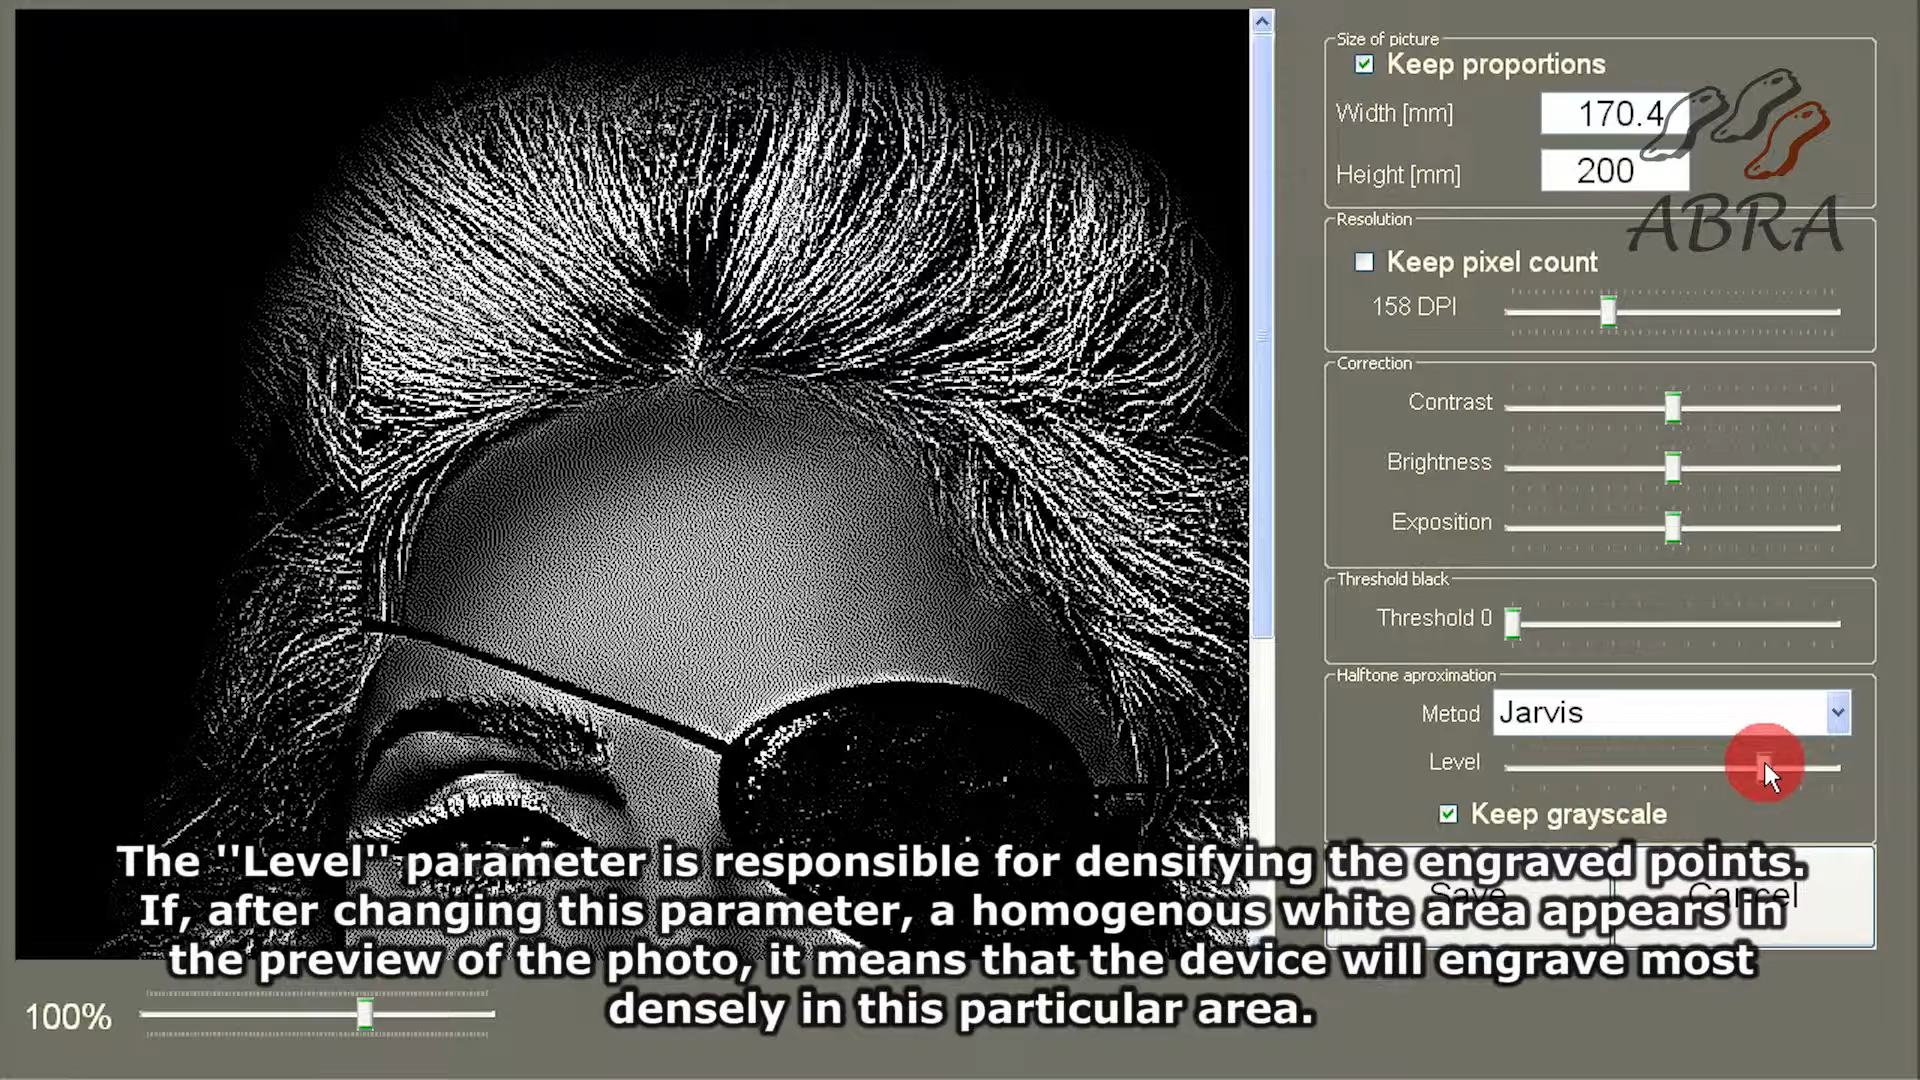 Size of picture
Keep proportions
Width [mm] 170.4
Height [mm] 200
ABRA
Resolution
Keep pixel count
158 DPI
Correction
Contrast
Brightness
Exposition
Threshold black
Threshold 0
Halftone aproximation
Metod Jarvis
Level
Keep grayscale
Save Cancel
The ''Level'' parameter is responsible for densifying the engraved points.
If, after changing this parameter, a homogenous white area appears in
the preview of the photo, it means that the device will engrave most
densely in this particular area.
100%